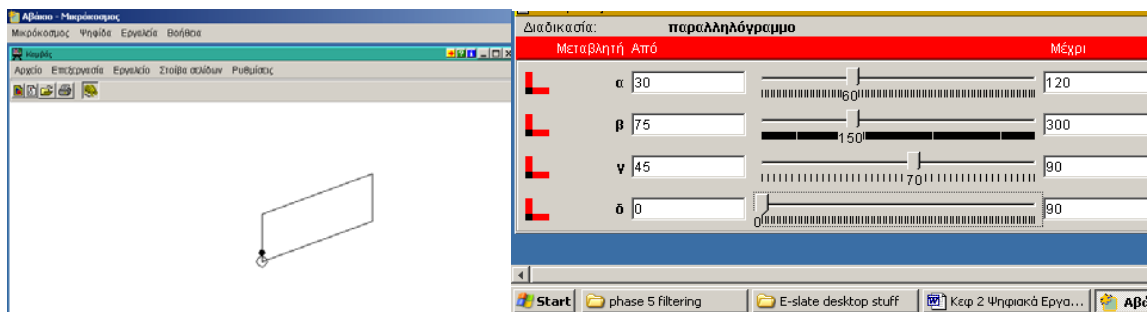 Αβάκιο - Μικρόκοσμος
Μικρόκοσμος Ψηφίδα Εργαλεία Βοήθεια
Καμβάς
Αρχείο Επεξεργασία Εργαλείο Στοίβα σελίδων Ρυθμίσεις
Διαδικασία: παραλληλόγραμμο
Μεταβλητή Από Μέχρι
α 30 60 120
β 75 150 300
γ 45 70 90
δ 0 0 90
Start phase 5 filtering E-slate desktop stuff Κεφ 2 Ψηφιακά Εργα... Αβά